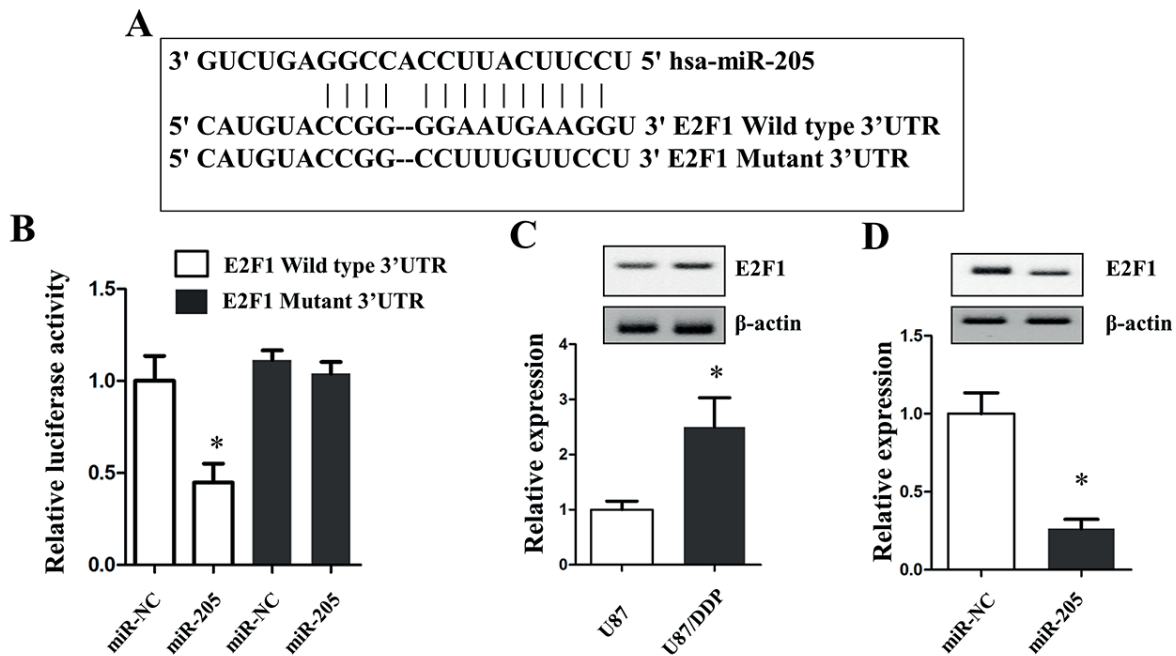 A
3' GUCUGAGGCCACCUUACUUCCU 5' hsa-miR-205
5' CAUGUACCGG--GGAAUGAAGGU 3' E2F1 Wild type 3’UTR
5' CAUGUACCGG--CCUUUGUUCCU 3' E2F1 Mutant 3’UTR
B
E2F1 Wild type 3’UTR
E2F1 Mutant 3’UTR
Relative luciferase activity
1.5
1.0
0.5
0.0
*
miR-NC
miR-205
miR-NC
miR-205
C
E2F1
β-actin
Relative expression
4
3
2
1
0
*
U87
U87/DDP
D
E2F1
β-actin
Relative expression
1.5
1.0
0.5
0.0
*
miR-NC
miR-205